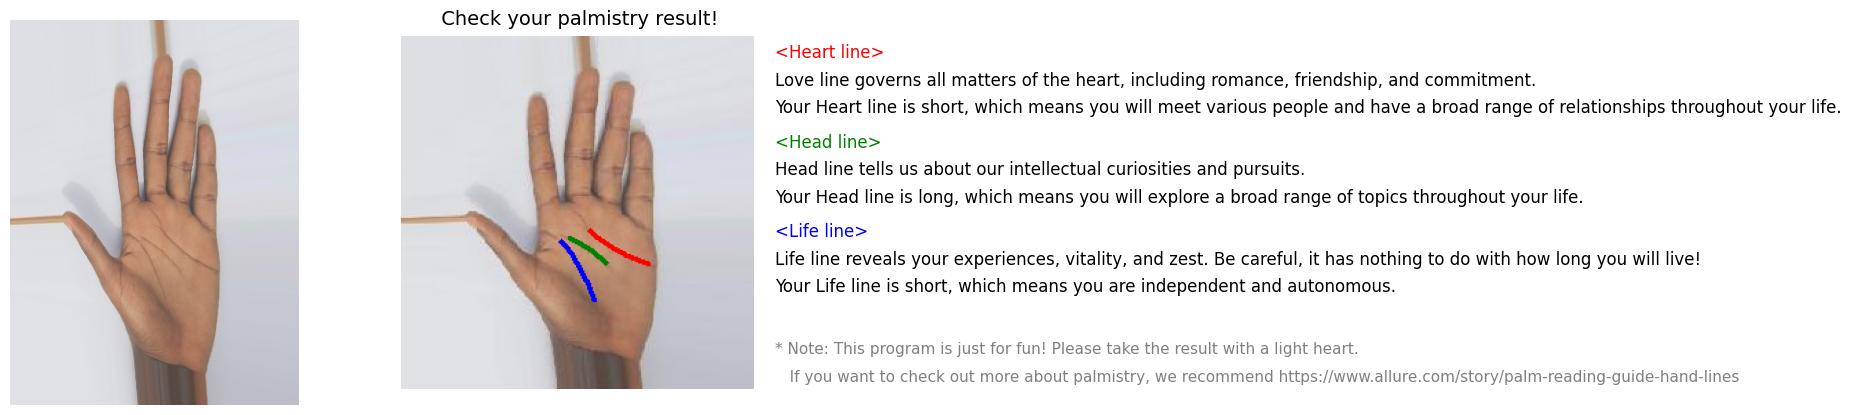 Check your palmistry result!
<Heart line>
Love line governs all matters of the heart, including romance, friendship, and commitment.
Your Heart line is short, which means you will meet various people and have a broad range of relationships throughout your life.
<Head line>
Head line tells us about our intellectual curiosities and pursuits.
Your Head line is long, which means you will explore a broad range of topics throughout your life.
<Life line>
Life line reveals your experiences, vitality, and zest. Be careful, it has nothing to do with how long you will live!
Your Life line is short, which means you are independent and autonomous.
* Note: This program is just for fun! Please take the result with a light heart.
If you want to check out more about palmistry, we recommend https://www.allure.com/story/palm-reading-guide-hand-lines